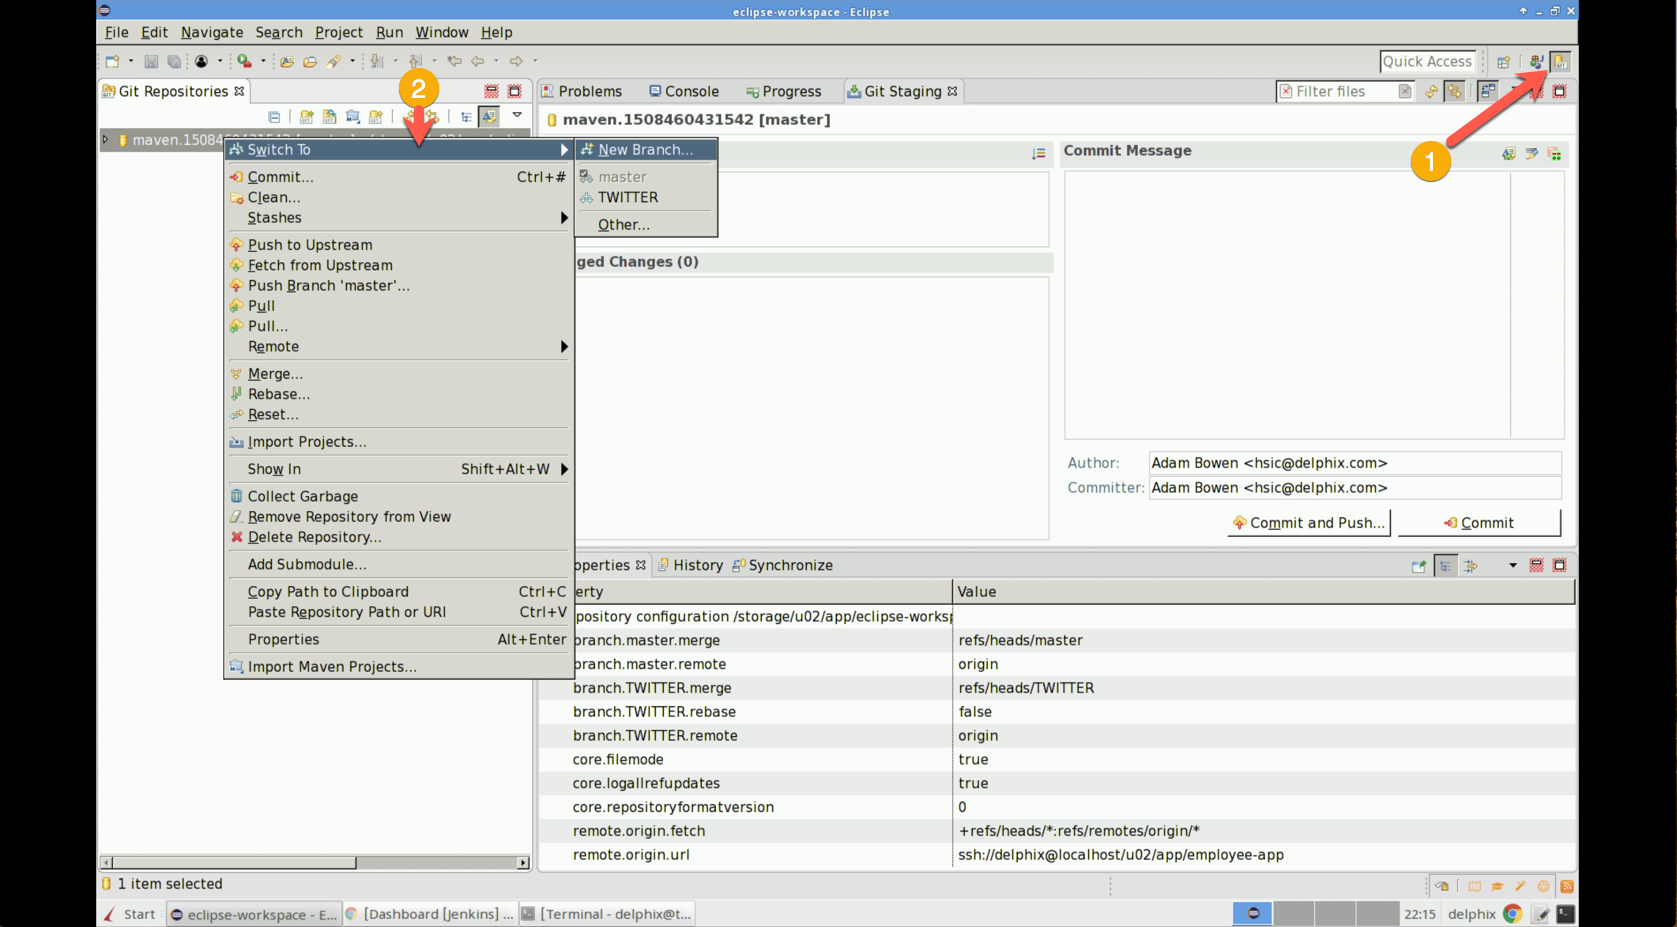 eclipse-workspace - Eclipse
File Edit Navigate Search Project Run Window Help
Quick Access
Git Repositories
2
Problems Console Progress Git Staging
Filter files
maven.1508460431542 [master]
1
maven.15084
Switch To
Commit... Ctrl+#
Clean...
Stashes
Push to Upstream
Fetch from Upstream
Push Branch 'master'...
Pull
Pull...
Remote
Merge...
Rebase...
Reset...
Import Projects...
Show In Shift+Alt+W
Collect Garbage
Remove Repository from View
Delete Repository...
Add Submodule...
Copy Path to Clipboard Ctrl+C
Paste Repository Path or URI Ctrl+V
Properties Alt+Enter
Import Maven Projects...
New Branch...
master
TWITTER
Other...
ged Changes (0)
Commit Message
Author: Adam Bowen <hsic@delphix.com>
Committer: Adam Bowen <hsic@delphix.com>
Commit and Push... Commit
operties History Synchronize
erty Value
pository configuration /storage/u02/app/eclipse-worksp
branch.master.merge refs/heads/master
branch.master.remote origin
branch.TWITTER.merge refs/heads/TWITTER
branch.TWITTER.rebase false
branch.TWITTER.remote origin
core.filemode true
core.logallrefupdates true
core.repositoryformatversion 0
remote.origin.fetch +refs/heads/*:refs/remotes/origin/*
remote.origin.url ssh://delphix@localhost/u02/app/employee-app
1 item selected
Start eclipse-workspace - E... [Dashboard [Jenkins] ... [Terminal - delphix@t... 22:15 delphix